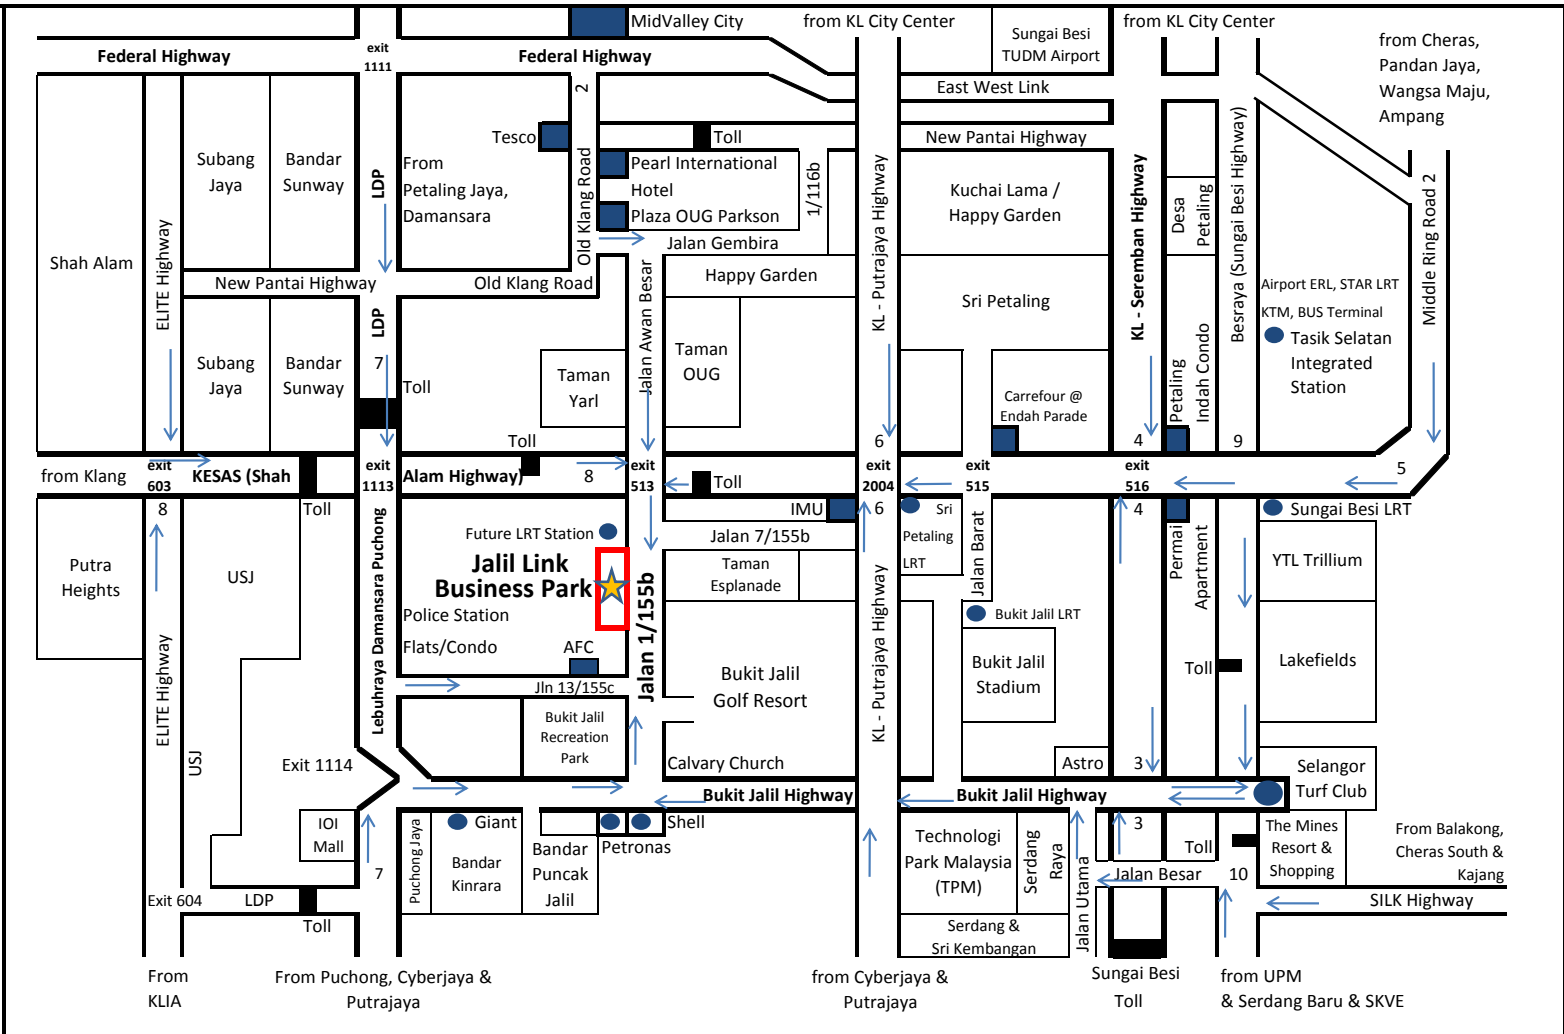 MidValley City
from KL City Center
from KL City Center
Federal Highway
exit
1111
Federal Highway
Sungai Besi
TUDM Airport
from Cheras,
Pandan Jaya,
Wangsa Maju,
Ampang
East West Link
2
Tesco
Toll
New Pantai Highway
Subang
Jaya
Bandar
Sunway
LDP
From
Petaling Jaya,
Damansara
Old Klang Road
Pearl International
Hotel
Plaza OUG Parkson
1/116b
KL - Putrajaya Highway
Kuchai Lama /
Happy Garden
KL - Seremban Highway
Desa
Petaling
Besraya (Sungai Besi Highway)
Middle Ring Road 2
Shah Alam
ELITE Highway
Jalan Gembira
New Pantai Highway
Old Klang Road
Jalan Awan Besar
Happy Garden
Sri Petaling
Airport ERL, STAR LRT
KTM, BUS Terminal
Tasik Selatan
Integrated
Station
LDP
7
Subang
Jaya
Bandar
Sunway
Toll
Taman
Yarl
Taman
OUG
Carrefour @
Endah Parade
Petaling
Indah Condo
Toll
6
4
9
from Klang
exit
603
KESAS (Shah
exit
1113
Alam Highway)
8
exit
513
Toll
exit
2004
exit
515
exit
516
5
8
Toll
IMU
6
Sri
Petaling
LRT
Jalan Barat
4
Permai
Apartment
Sungai Besi LRT
Future LRT Station
Jalan 7/155b
Putra
Heights
USJ
Lebuhraya Damansara Puchong
Jalil Link
Business Park
Jalan 1/155b
Taman
Esplanade
KL - Putrajaya Highway
YTL Trillium
Police Station
Bukit Jalil LRT
Flats/Condo
AFC
Bukit Jalil
Golf Resort
Bukit Jalil
Stadium
Toll
Lakefields
ELITE Highway
Jln 13/155c
Bukit Jalil
Recreation
Park
USJ
Exit 1114
Calvary Church
Astro
3
Selangor
Turf Club
Bukit Jalil Highway
Bukit Jalil Highway
IOI
Mall
7
Puchong Jaya
Giant
Bandar
Kinrara
Bandar
Puncak
Jalil
Petronas
Shell
Technologi
Park Malaysia
(TPM)
Serdang
Raya
Jalan Utama
3
Toll
The Mines
Resort &
Shopping
From Balakong,
Cheras South &
Kajang
Jalan Besar
10
Exit 604
LDP
Toll
SILK Highway
Serdang &
Sri Kembangan
From
KLIA
From Puchong, Cyberjaya &
Putrajaya
from Cyberjaya &
Putrajaya
Sungai Besi
Toll
from UPM
& Serdang Baru & SKVE